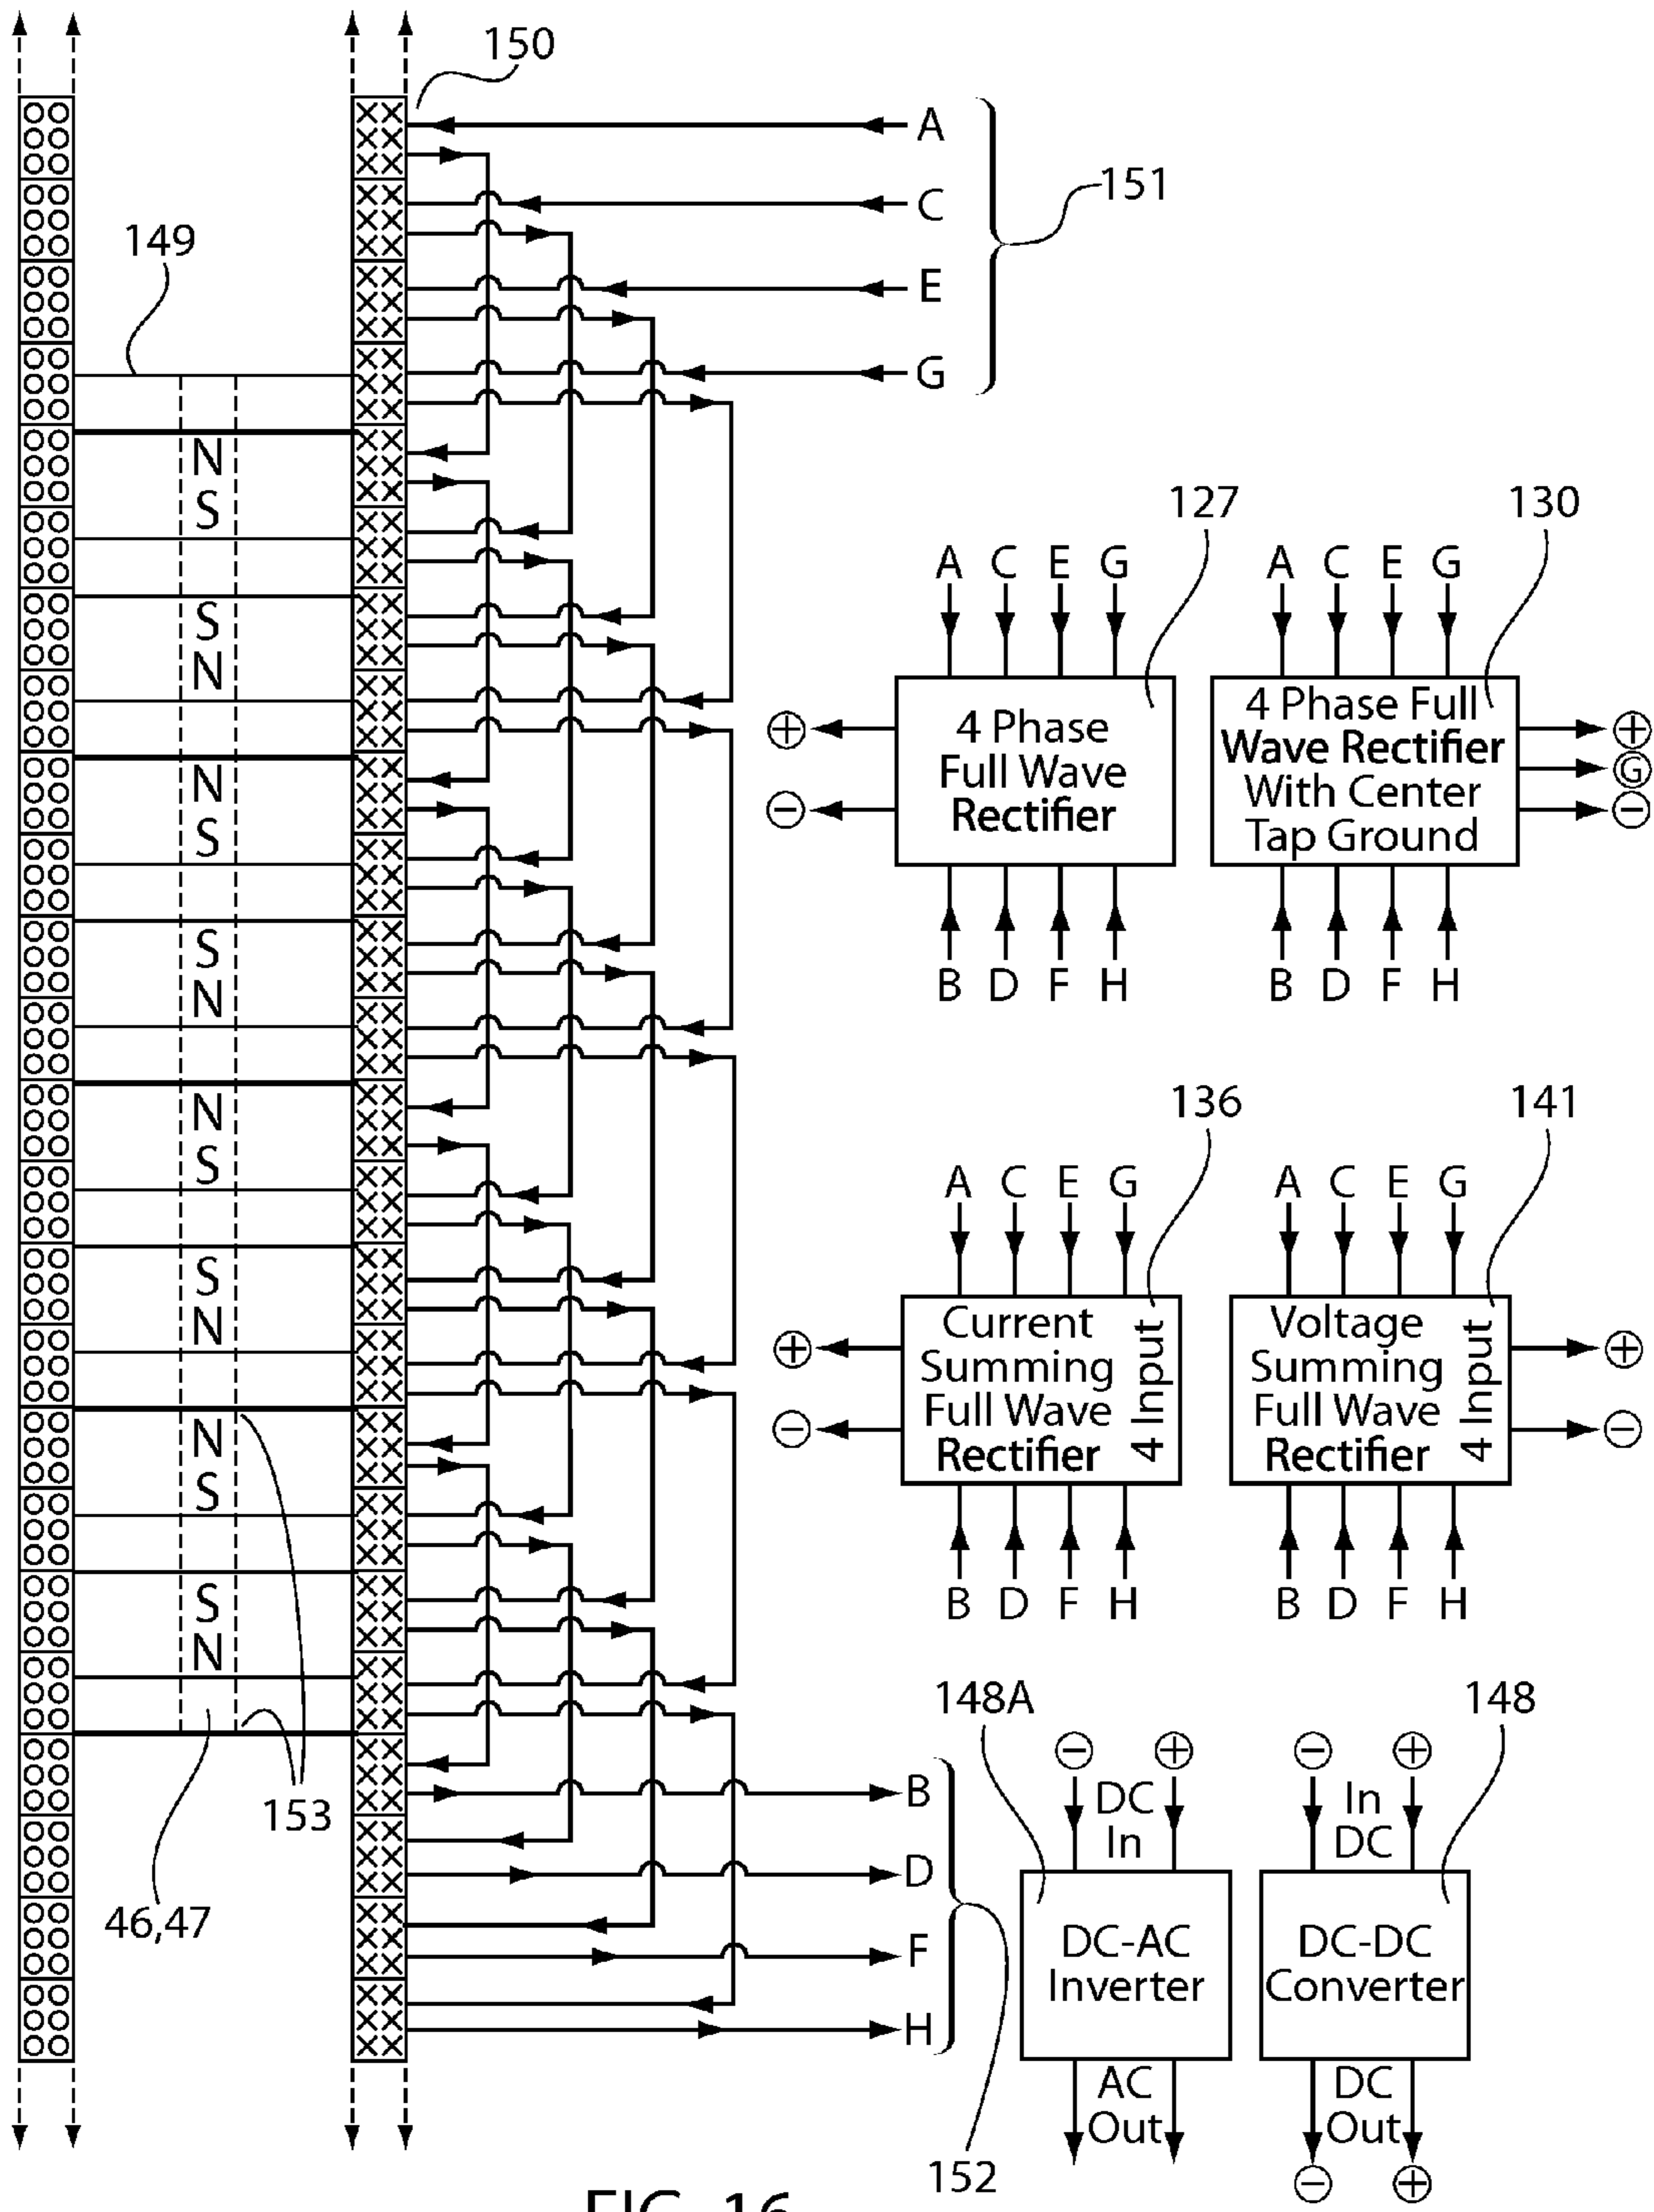 150
A
C
E
G
151
149
N
S
S
N
N
S
S
N
N
S
S
N
N
S
S
N
127
130
A C E G
A C E G
4 Phase
Full Wave
Rectifier
+
−
4 Phase Full
Wave Rectifier
With Center
Tap Ground
+
G
−
B D F H
B D F H
136
141
A C E G
A C E G
Current
Summing
Full Wave
Rectifier
4 Input
+
−
Voltage
Summing
Full Wave
Rectifier
4 Input
+
−
B D F H
B D F H
153
46,47
B
D
F
H
152
148A
148
− +
DC
In
DC-AC
Inverter
AC
Out
− +
In
DC
DC-DC
Converter
DC
Out
− +
FIG. 16